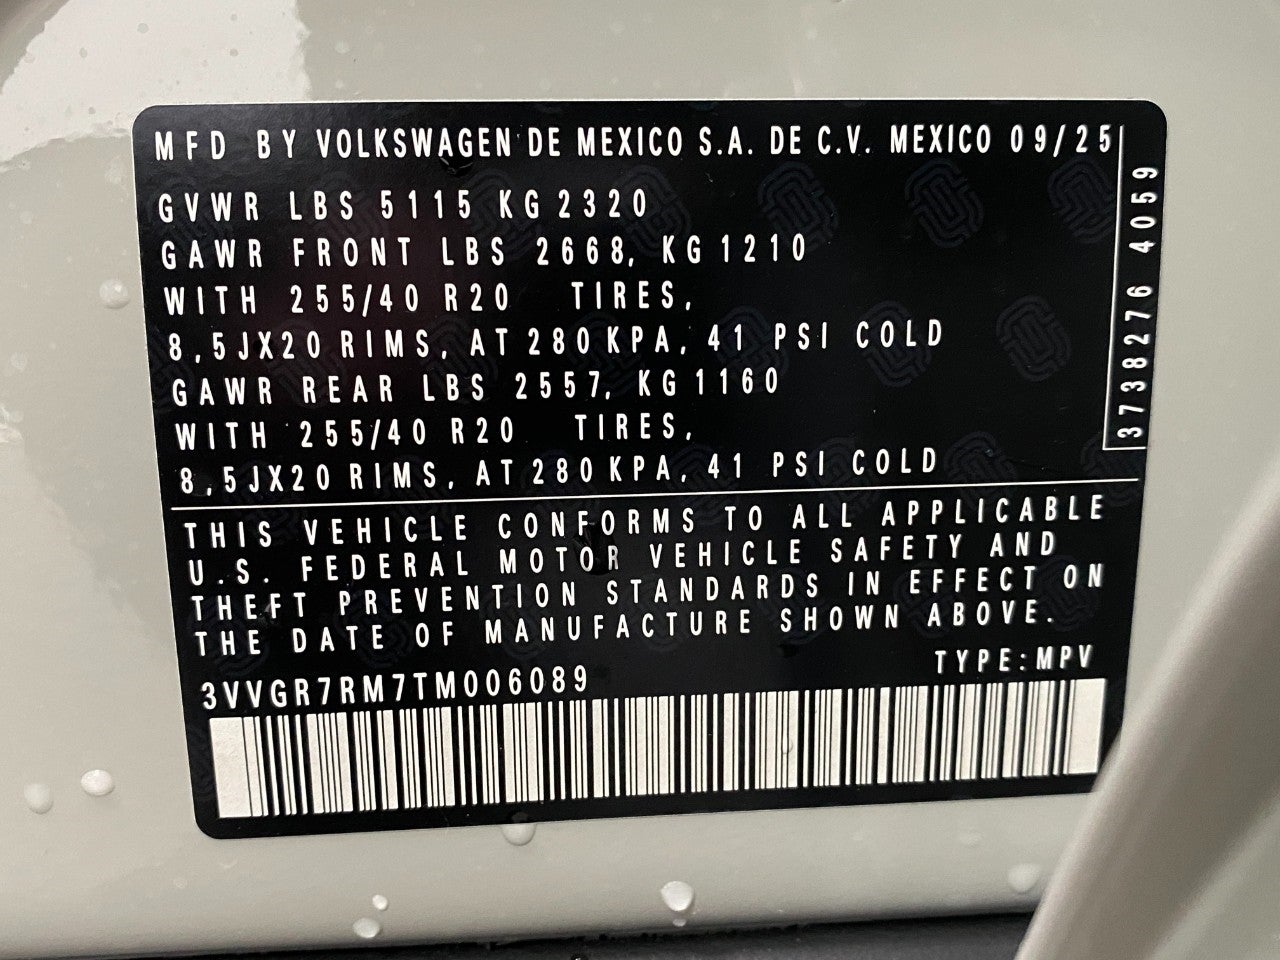 MFD BY VOLKSWAGEN DE MEXICO S.A. DE C.V. MEXICO 09/25
GVWR LBS 5115 KG 2320
GAWR FRONT LBS 2668, KG 1210
WITH 255/40 R20 TIRES,
8,5JX20 RIMS, AT 280 KPA, 41 PSI COLD
GAWR REAR LBS 2557, KG 1160
WITH 255/40 R20 TIRES,
8,5JX20 RIMS, AT 280 KPA, 41 PSI COLD
3738276 4059
THIS VEHICLE CONFORMS TO ALL APPLICABLE
U.S. FEDERAL MOTOR VEHICLE SAFETY AND
THEFT PREVENTION STANDARDS IN EFFECT ON
THE DATE OF MANUFACTURE SHOWN ABOVE.
3VVGR7RM7TM006089
TYPE:MPV